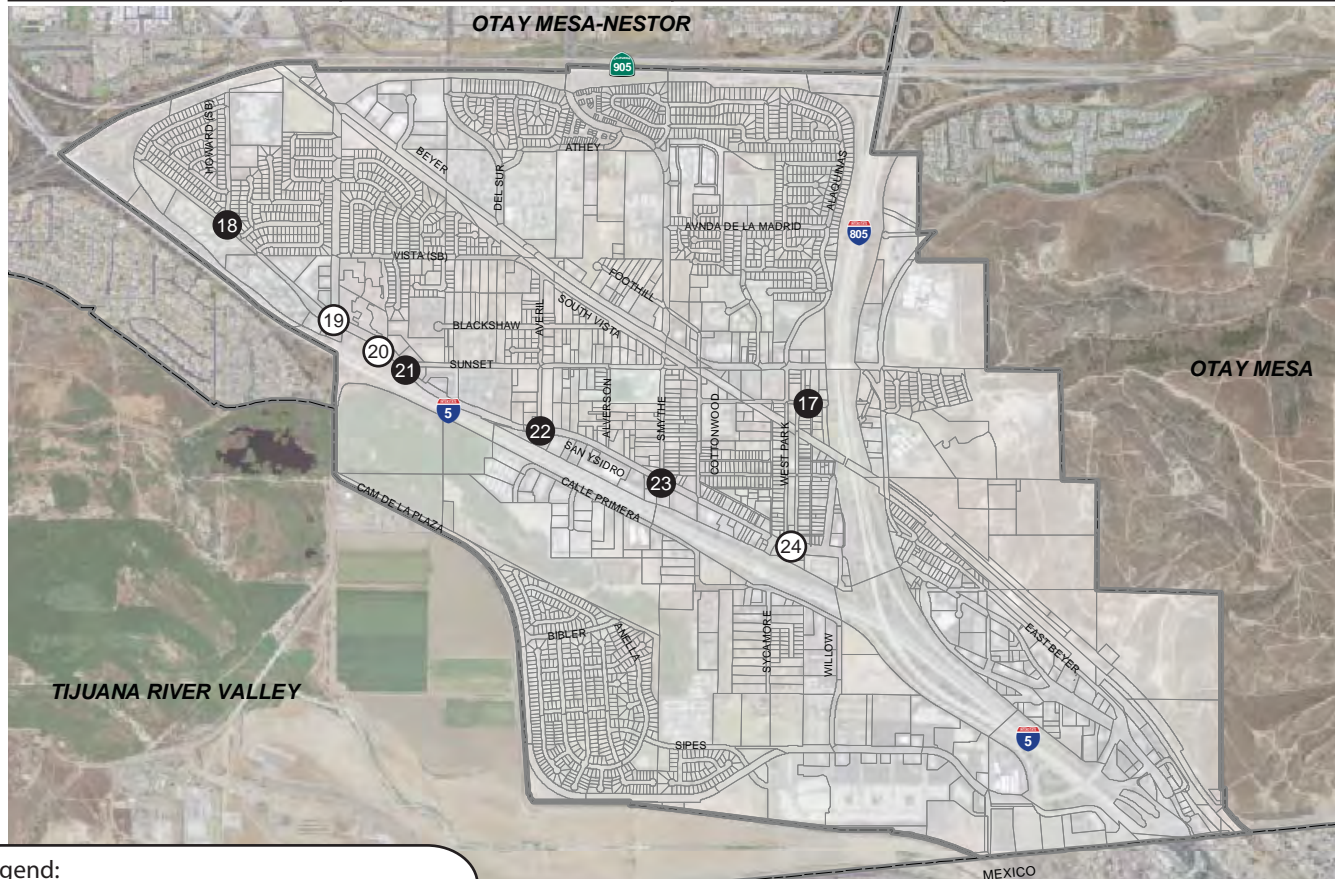 OTAY MESA-NESTOR
905
HOWARD (SB)
BEYER
DEL SUR
ATHEY
ALAQUINAS
18
AVNDA DE LA MADRID
805
VISTA (SB)
FOOTHILL
SOUTH VISTA
AVERIL
19
BLACKSHAW
20
21
SUNSET
OTAY MESA
5
ALVERSON
SMYTHE
COTTONWOOD
17
WEST PARK
22
SAN YSIDRO
23
CALLE PRIMERA
CAM DE LA PLAZA
24
BIBLER
ANELLA
SYCAMORE
WILLOW
EAST BEYER
TIJUANA RIVER VALLEY
5
SIPES
MEXICO
gend: